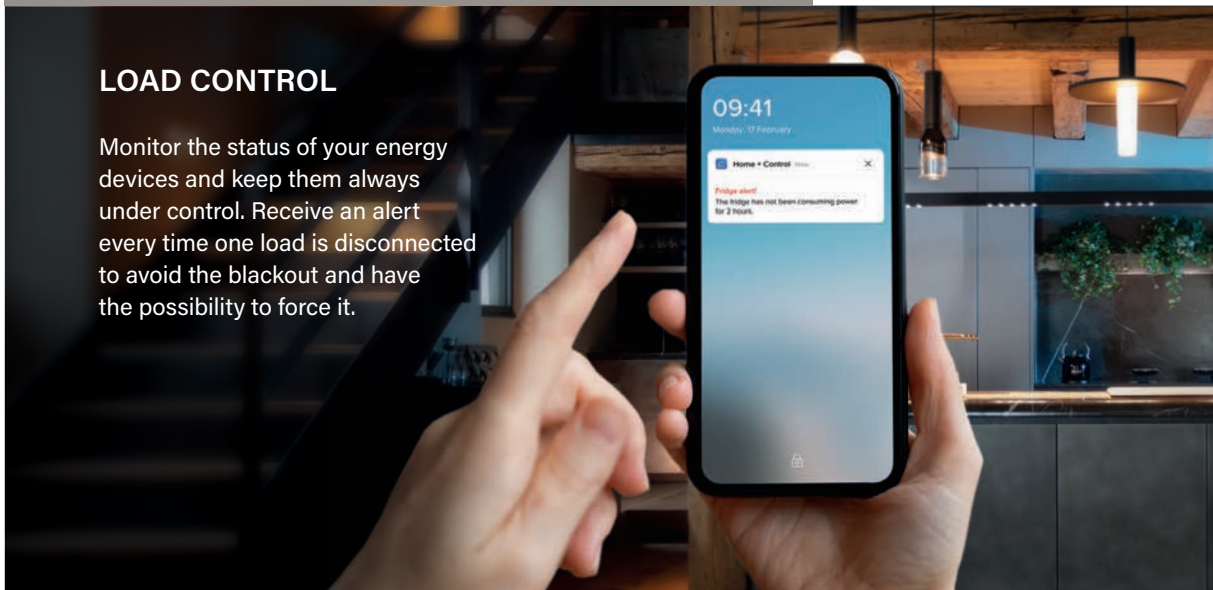 LOAD CONTROL
Monitor the status of your energy
devices and keep them always
under control. Receive an alert
every time one load is disconnected
to avoid the blackout and have
the possibility to force it.
09:41
Monday, 17 February
Home + Control
Fridge alert!
The fridge has not been consuming power
for 2 hours.